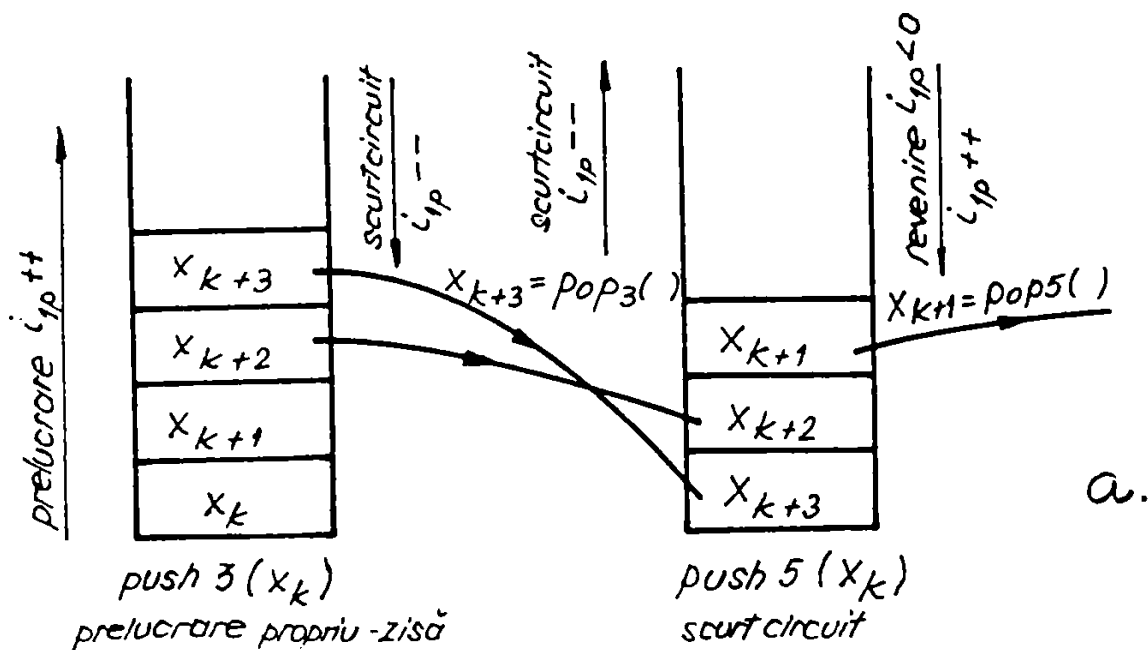 prelucrare i1p++
scurtcircuit
i1p--
scurtcircuit
i1p--
revenire i1p<0
i1p++
xk+3
xk+2
xk+1
xk
xk+3=pop3()
xk+1=pop5()
xk+1
xk+2
xk+3
a.
push 3 (xk)
prelucrare propriu-zisă
push 5 (xk)
scurt circuit